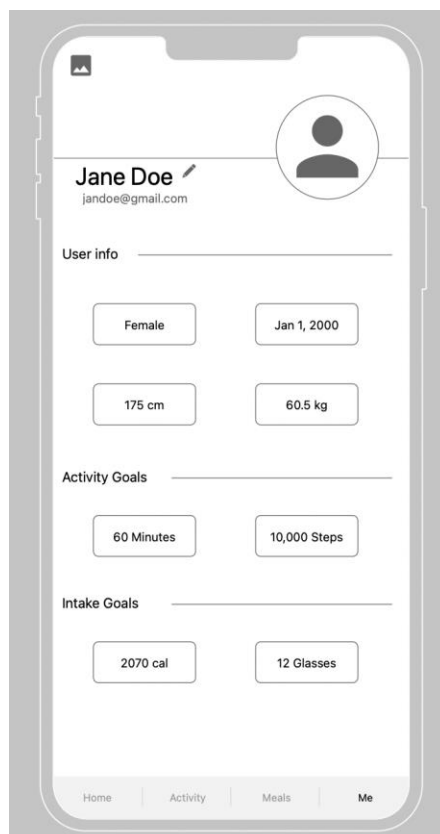 Jane Doe
jandoe@gmail.com
User info
Female
Jan 1, 2000
175 cm
60.5 kg
Activity Goals
60 Minutes
10,000 Steps
Intake Goals
2070 cal
12 Glasses
Home
Activity
Meals
Me